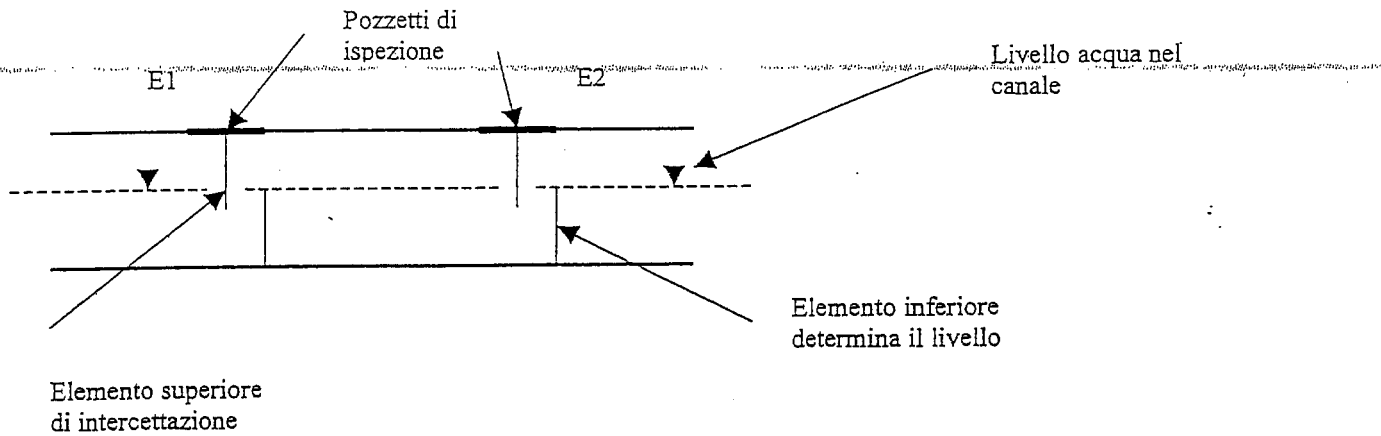 Pozzetti di
ispezione
E1
E2
Livello acqua nel
canale
Elemento inferiore
determina il livello
Elemento superiore
di intercettazione